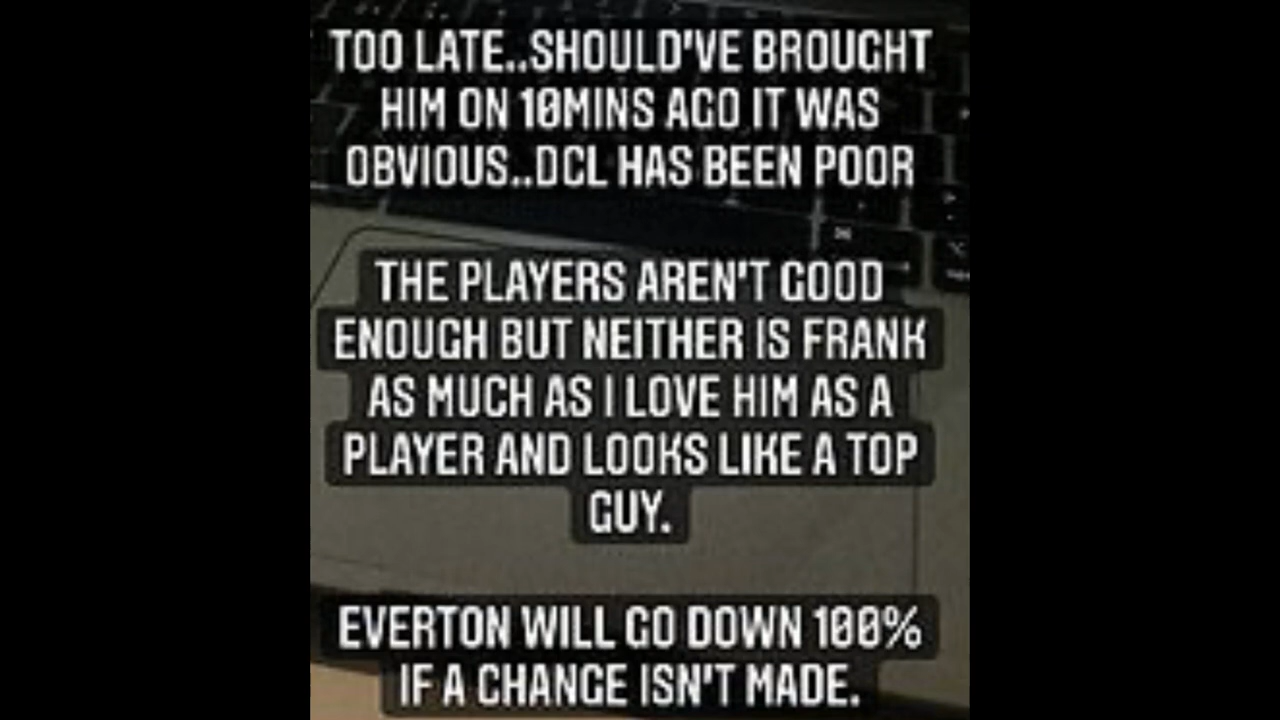 TOO LATE..SHOULD'VE BROUGHT
HIM ON 10MINS AGO IT WAS
OBVIOUS..DCL HAS BEEN POOR
THE PLAYERS AREN'T GOOD
ENOUGH BUT NEITHER IS FRANK
AS MUCH AS I LOVE HIM AS A
PLAYER AND LOOKS LIKE A TOP
GUY.
EVERTON WILL GO DOWN 100%
IF A CHANGE ISN'T MADE.